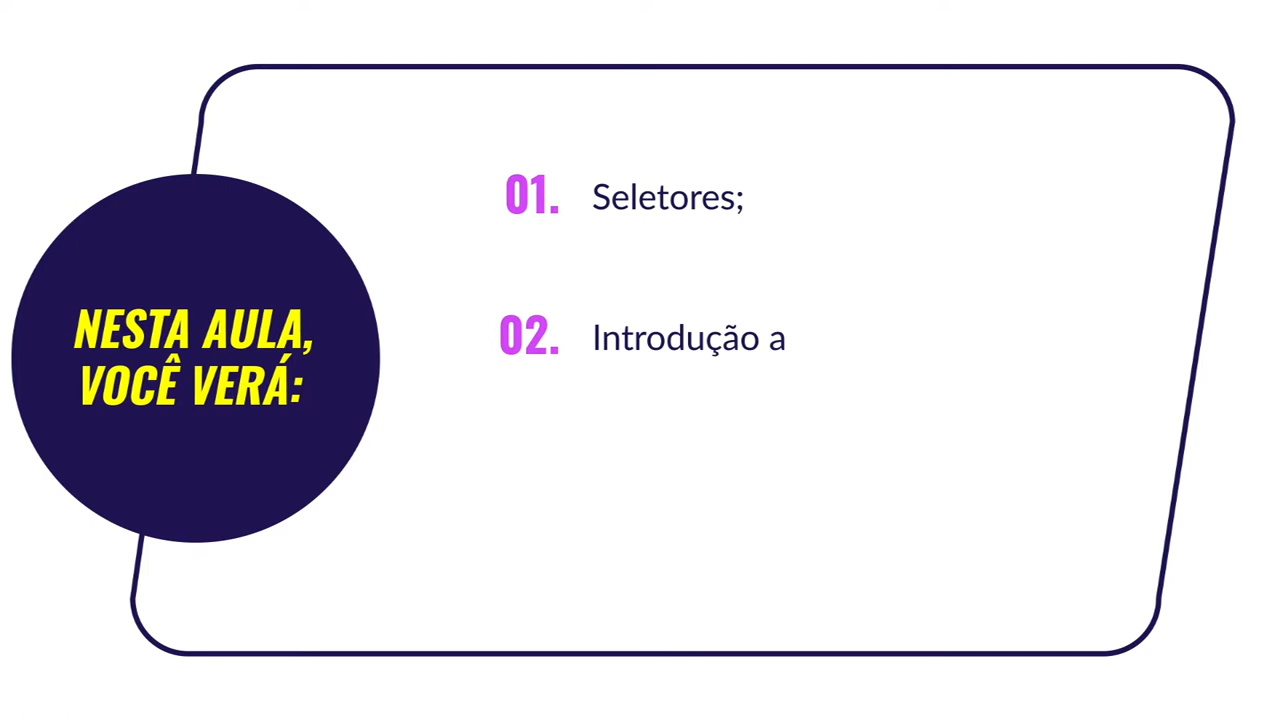 NESTA AULA,
VOCÊ VERÁ:
01. Seletores;
02. Introdução a